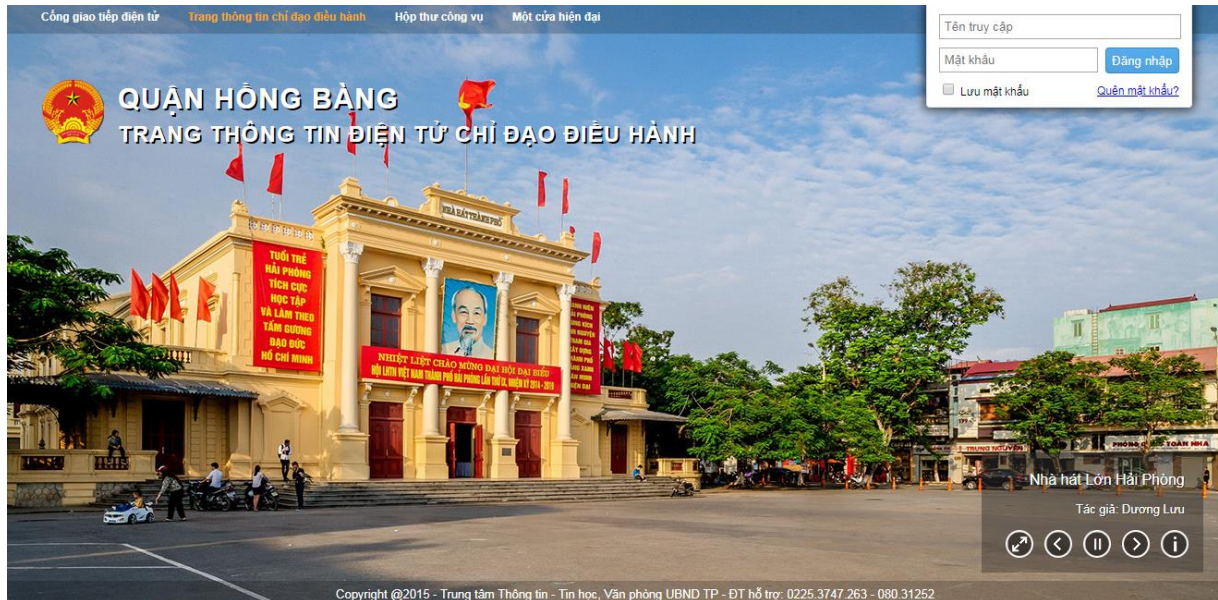 Cổng giao tiếp điện tử
Trang thông tin chỉ đạo điều hành
Hộp thư công vụ
Một cửa hiện đại
Tên truy cập
Mật khẩu
Đăng nhập
Lưu mật khẩu
Quên mật khẩu?
QUẬN HỒNG BÀNG
TRANG THÔNG TIN ĐIỆN TỬ CHỈ ĐẠO ĐIỀU HÀNH
NHÀ HÁT THÀNH PHỐ
TUỔI TRẺ
HẢI PHÒNG
TÍCH CỰC
HỌC TẬP
VÀ LÀM THEO
TẤM GƯƠNG
ĐẠO ĐỨC
HỒ CHÍ MINH
NHIỆT LIỆT CHÀO MỪNG ĐẠI HỘI ĐẠI BIỂU
HỘI LHTN VIỆT NAM THÀNH PHỐ HẢI PHÒNG LẦN THỨ IX, NHIỆM KỲ 2014 - 2019
TRUNG NGUYÊN
TOÀN NHA
Nhà hát Lớn Hải Phòng
Tác giả: Dương Lưu
Copyright @2015 - Trung tâm Thông tin - Tin học, Văn phòng UBND TP - ĐT hỗ trợ: 0225.3747.263 - 080.31252